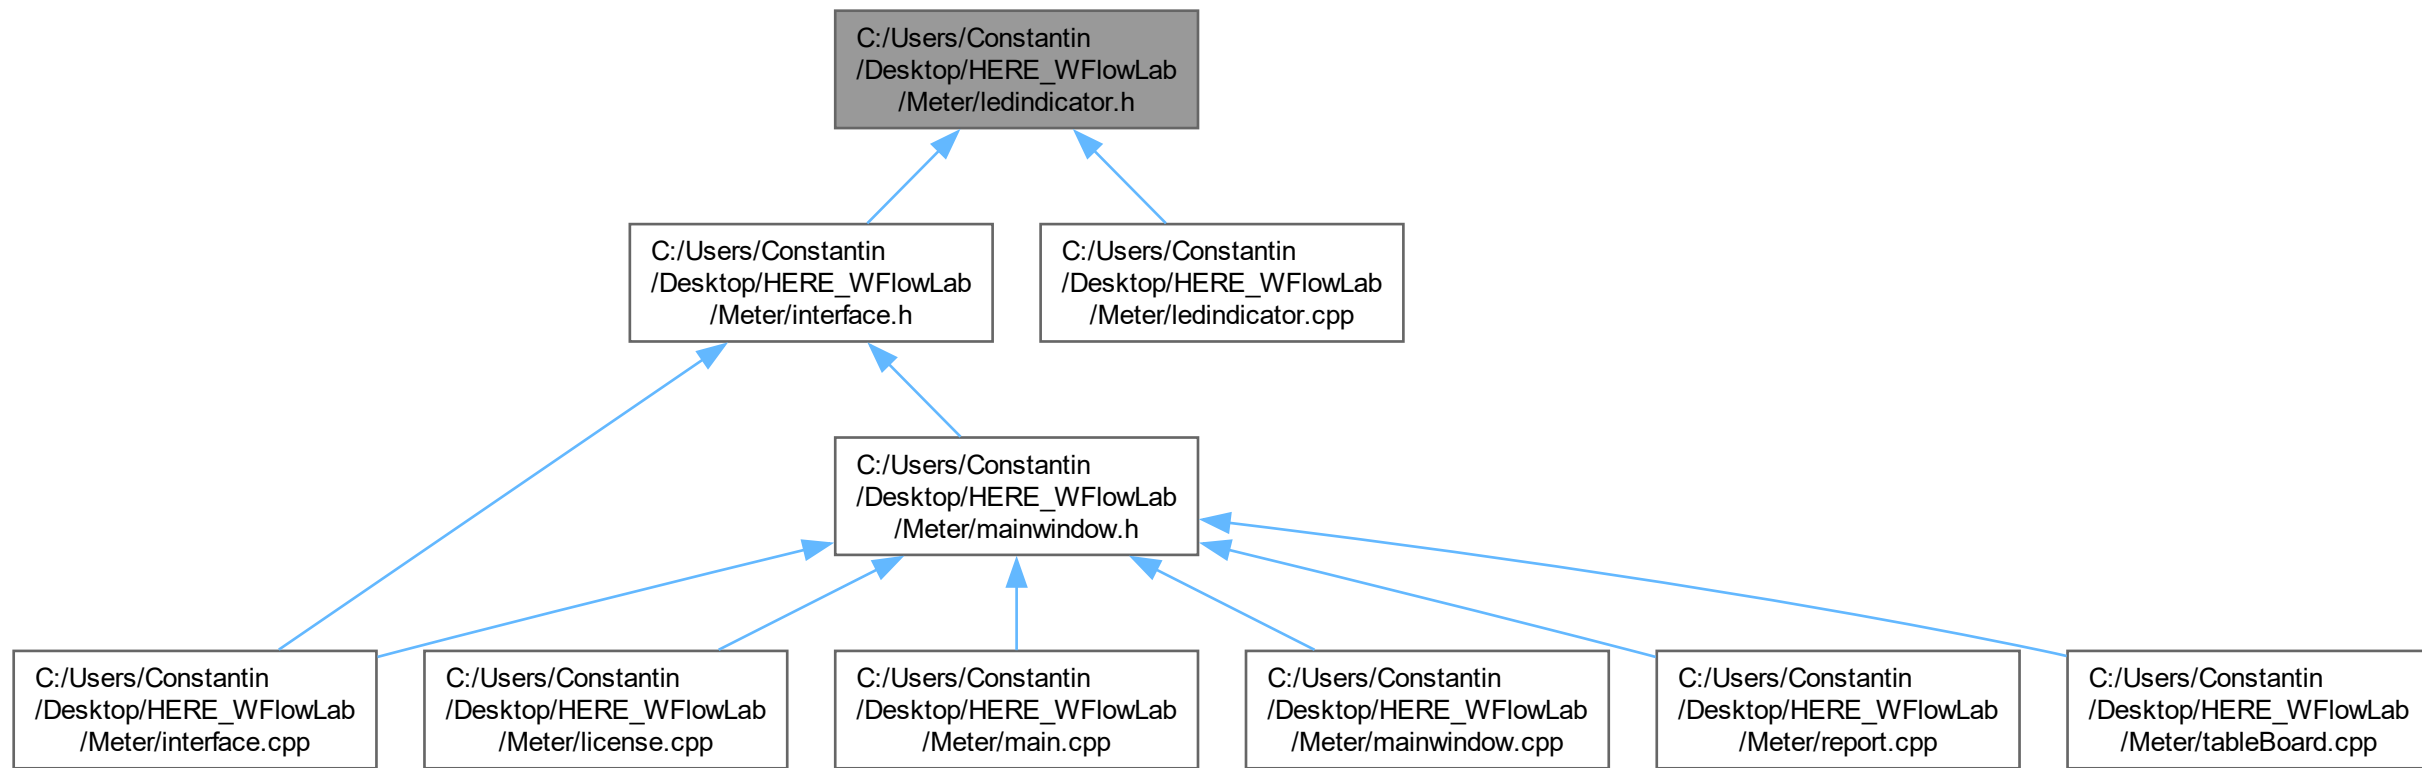 C:/Users/Constantin
/Desktop/HERE_WFlowLab
/Meter/ledindicator.h
C:/Users/Constantin
/Desktop/HERE_WFlowLab
/Meter/interface.h
C:/Users/Constantin
/Desktop/HERE_WFlowLab
/Meter/ledindicator.cpp
C:/Users/Constantin
/Desktop/HERE_WFlowLab
/Meter/mainwindow.h
C:/Users/Constantin
/Desktop/HERE_WFlowLab
/Meter/interface.cpp
C:/Users/Constantin
/Desktop/HERE_WFlowLab
/Meter/license.cpp
C:/Users/Constantin
/Desktop/HERE_WFlowLab
/Meter/main.cpp
C:/Users/Constantin
/Desktop/HERE_WFlowLab
/Meter/mainwindow.cpp
C:/Users/Constantin
/Desktop/HERE_WFlowLab
/Meter/report.cpp
C:/Users/Constantin
/Desktop/HERE_WFlowLab
/Meter/tableBoard.cpp